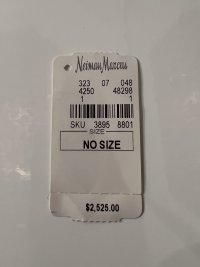 Neiman Marcus
323 07 048
4250 48298
1 1
SKU 3895 8801
SIZE
NO SIZE
$2,525.00